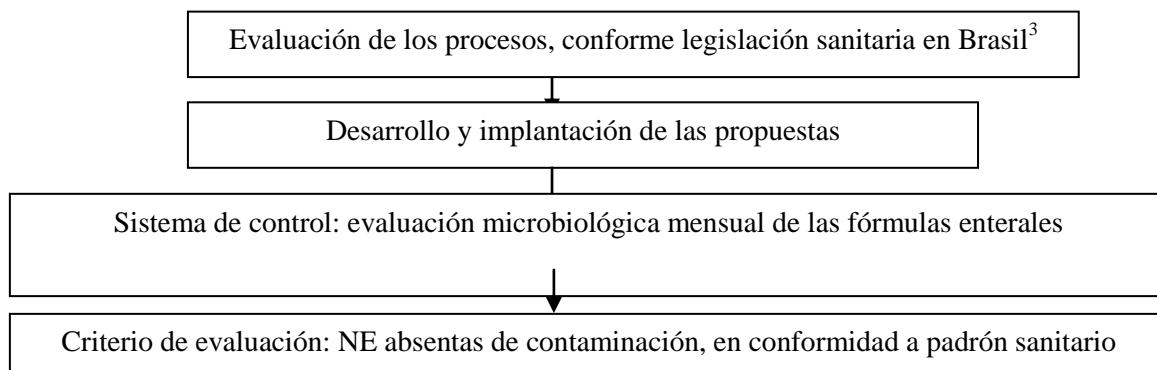 Evaluación de los procesos, conforme legislación sanitaria en Brasil³
Desarrollo y implantación de las propuestas
Sistema de control: evaluación microbiológica mensual de las fórmulas enterales
Criterio de evaluación: NE absentas de contaminación, en conformidad a padrón sanitario